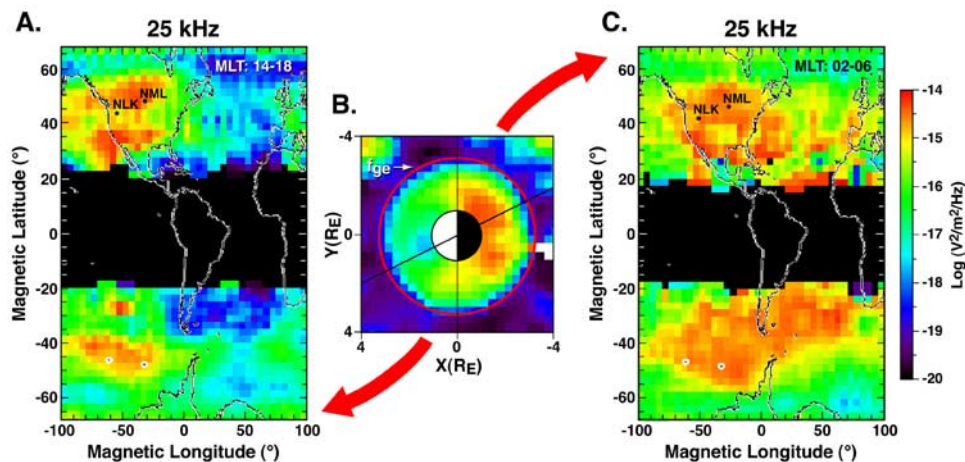 A.
25 kHz
MLT: 14-18
NML
NLK
60
40
20
0
-20
-40
-60
Magnetic Latitude (°)
-100
-50
0
50
100
Magnetic Longitude (°)
B.
fge
-4
0
4
Y(RE)
4
0
-4
X(RE)
C.
25 kHz
MLT: 02-06
NML
NLK
60
40
20
0
-20
-40
-60
Magnetic Latitude (°)
-100
-50
0
50
100
Magnetic Longitude (°)
-14
-15
-16
-17
-18
-19
-20
Log (V²/m²/Hz)